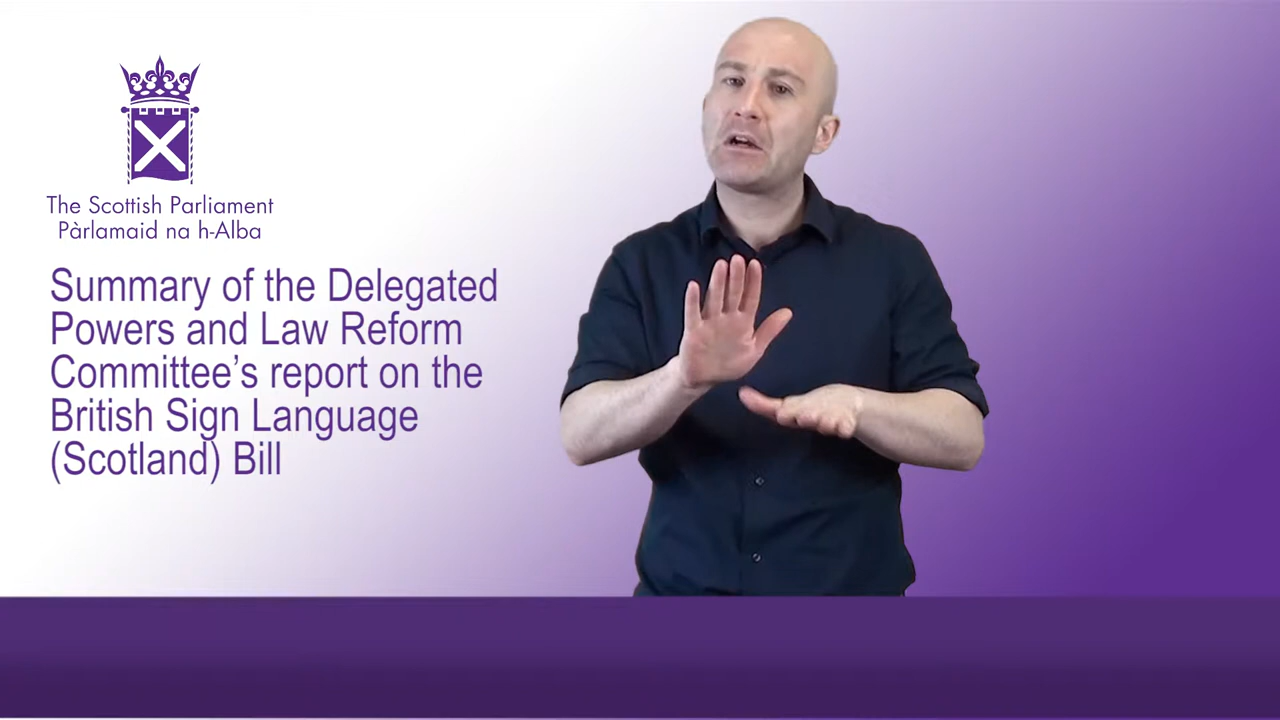 The Scottish Parliament
Pàrlamaid na h-Alba
Summary of the Delegated
Powers and Law Reform
Committee’s report on the
British Sign Language
(Scotland) Bill